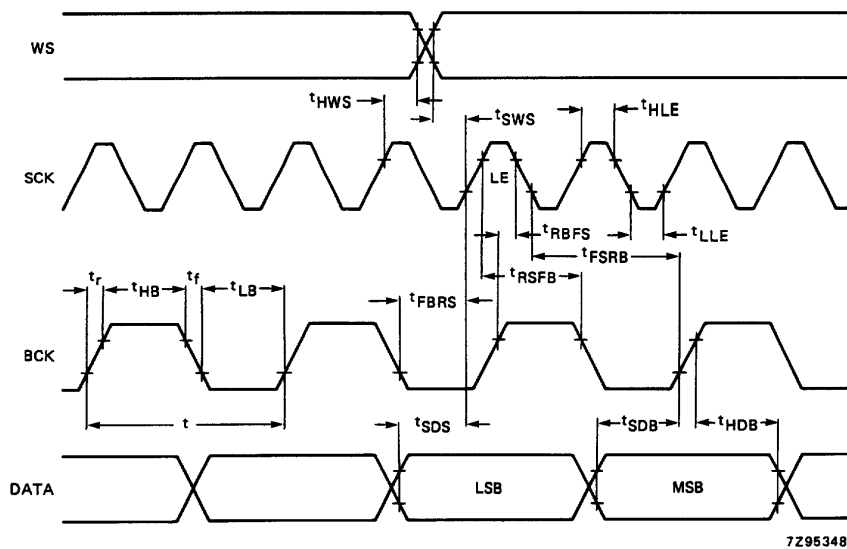 WS
tHWS
tSWS
tHLE
SCK
LE
tRBFS
tLLE
tFSRB
tRSFB
tr
tHB
tf
tLB
tFBRS
BCK
t
tSDS
tSDB
tHDB
DATA
LSB
MSB
7Z95348